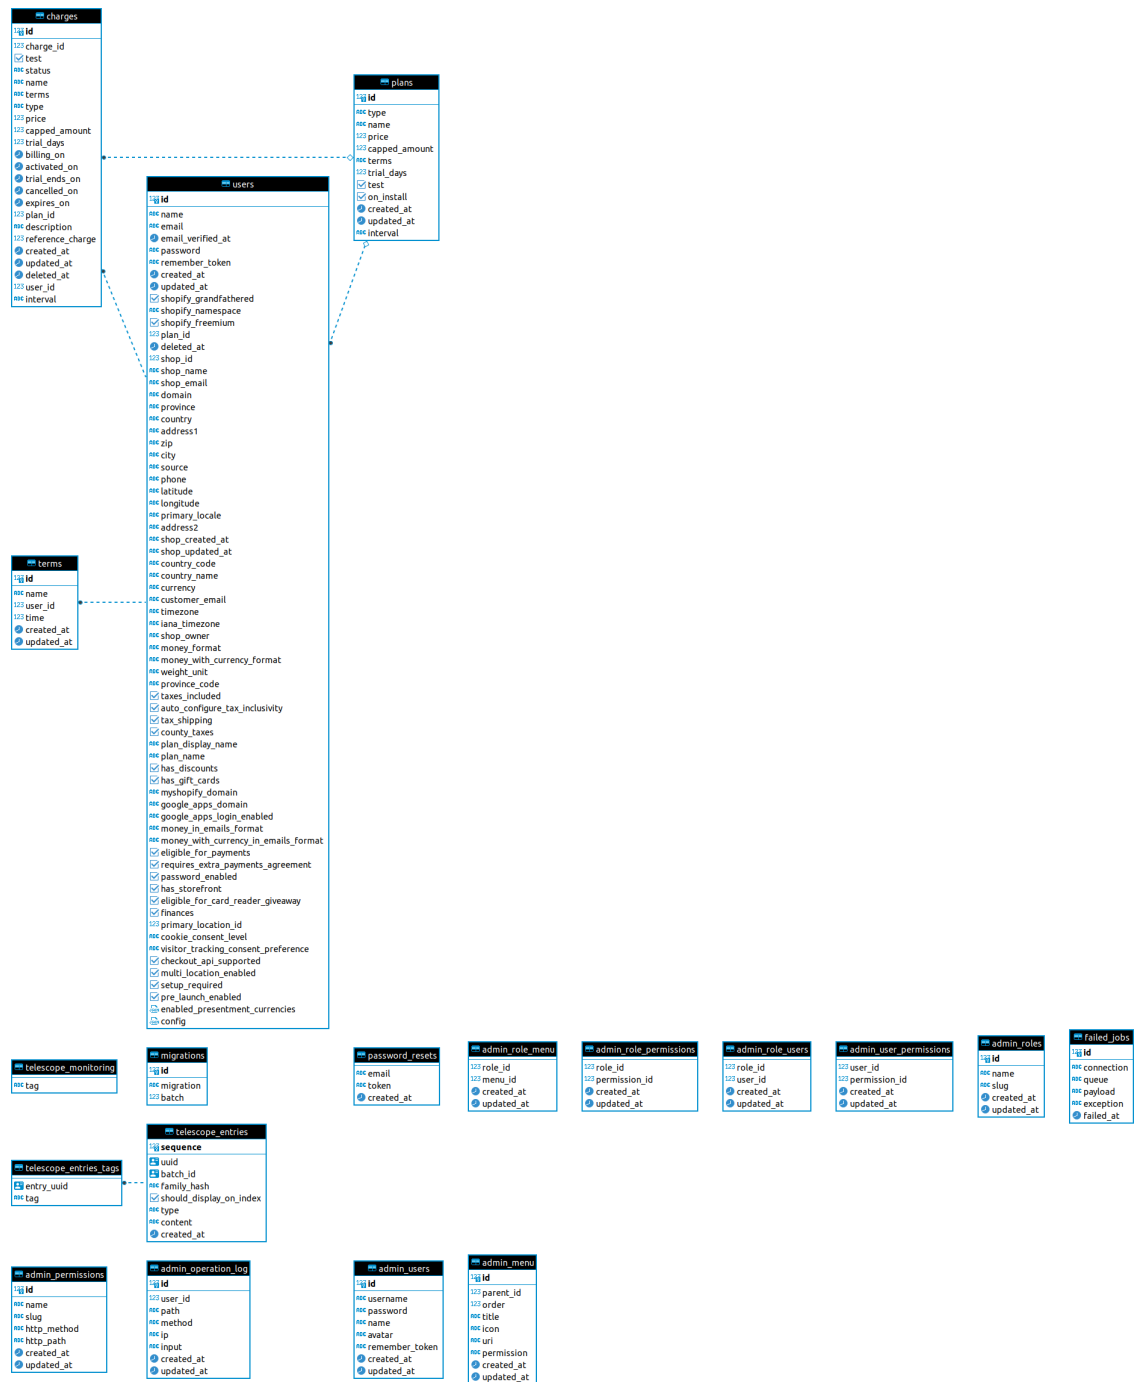 charges
id
charge_id
test
status
name
terms
type
price
capped_amount
trial_days
billing_on
activated_on
trial_ends_on
cancelled_on
expires_on
plan_id
description
reference_charge
created_at
updated_at
deleted_at
user_id
interval
plans
id
type
name
price
capped_amount
terms
trial_days
test
on_install
created_at
updated_at
interval
users
id
name
email
email_verified_at
password
remember_token
created_at
updated_at
shopify_grandfathered
shopify_namespace
shopify_freemium
plan_id
deleted_at
shop_id
shop_name
shop_email
domain
province
country
address1
zip
city
source
phone
latitude
longitude
primary_locale
address2
shop_created_at
shop_updated_at
country_code
country_name
currency
customer_email
timezone
iana_timezone
shop_owner
money_format
money_with_currency_format
weight_unit
province_code
taxes_included
auto_configure_tax_inclusivity
tax_shipping
county_taxes
plan_display_name
plan_name
has_discounts
has_gift_cards
myshopify_domain
google_apps_domain
google_apps_login_enabled
money_in_emails_format
money_with_currency_in_emails_format
eligible_for_payments
requires_extra_payments_agreement
password_enabled
has_storefront
eligible_for_card_reader_giveaway
finances
primary_location_id
cookie_consent_level
visitor_tracking_consent_preference
checkout_api_supported
multi_location_enabled
setup_required
pre_launch_enabled
enabled_presentment_currencies
config
terms
id
name
user_id
time
created_at
updated_at
telescope_monitoring
tag
migrations
id
migration
batch
password_resets
email
token
created_at
admin_role_menu
role_id
menu_id
created_at
updated_at
admin_role_permissions
role_id
permission_id
created_at
updated_at
admin_role_users
role_id
user_id
created_at
updated_at
admin_user_permissions
user_id
permission_id
created_at
updated_at
admin_roles
id
name
slug
created_at
updated_at
failed_jobs
id
connection
queue
payload
exception
failed_at
telescope_entries_tags
entry_uuid
tag
telescope_entries
sequence
uuid
batch_id
family_hash
should_display_on_index
type
content
created_at
admin_permissions
id
name
slug
http_method
http_path
created_at
updated_at
admin_operation_log
id
user_id
path
method
ip
input
created_at
updated_at
admin_users
id
username
password
name
avatar
remember_token
created_at
updated_at
admin_menu
id
parent_id
order
title
icon
uri
permission
created_at
updated_at